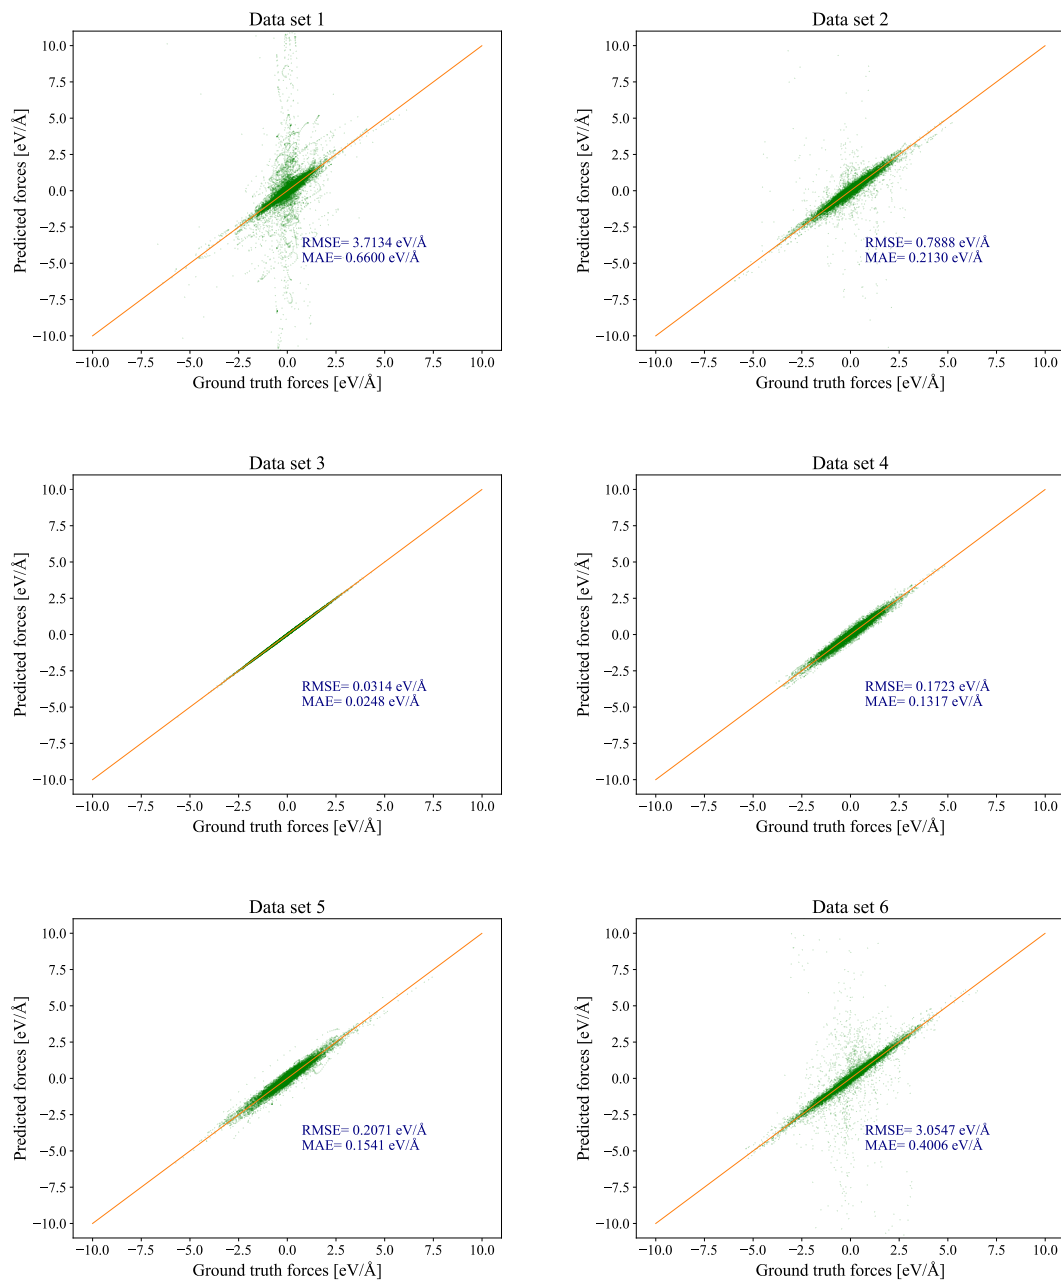 Data set 1
10.0
7.5
5.0
2.5
0.0
−2.5
−5.0
−7.5
−10.0
Predicted forces [eV/Å]
RMSE= 3.7134 eV/Å
MAE= 0.6600 eV/Å
−10.0 −7.5 −5.0 −2.5 0.0 2.5 5.0 7.5 10.0
Ground truth forces [eV/Å]
Data set 2
10.0
7.5
5.0
2.5
0.0
−2.5
−5.0
−7.5
−10.0
Predicted forces [eV/Å]
RMSE= 0.7888 eV/Å
MAE= 0.2130 eV/Å
−10.0 −7.5 −5.0 −2.5 0.0 2.5 5.0 7.5 10.0
Ground truth forces [eV/Å]
Data set 3
10.0
7.5
5.0
2.5
0.0
−2.5
−5.0
−7.5
−10.0
Predicted forces [eV/Å]
RMSE= 0.0314 eV/Å
MAE= 0.0248 eV/Å
−10.0 −7.5 −5.0 −2.5 0.0 2.5 5.0 7.5 10.0
Ground truth forces [eV/Å]
Data set 4
10.0
7.5
5.0
2.5
0.0
−2.5
−5.0
−7.5
−10.0
Predicted forces [eV/Å]
RMSE= 0.1723 eV/Å
MAE= 0.1317 eV/Å
−10.0 −7.5 −5.0 −2.5 0.0 2.5 5.0 7.5 10.0
Ground truth forces [eV/Å]
Data set 5
10.0
7.5
5.0
2.5
0.0
−2.5
−5.0
−7.5
−10.0
Predicted forces [eV/Å]
RMSE= 0.2071 eV/Å
MAE= 0.1541 eV/Å
−10.0 −7.5 −5.0 −2.5 0.0 2.5 5.0 7.5 10.0
Ground truth forces [eV/Å]
Data set 6
10.0
7.5
5.0
2.5
0.0
−2.5
−5.0
−7.5
−10.0
Predicted forces [eV/Å]
RMSE= 3.0547 eV/Å
MAE= 0.4006 eV/Å
−10.0 −7.5 −5.0 −2.5 0.0 2.5 5.0 7.5 10.0
Ground truth forces [eV/Å]